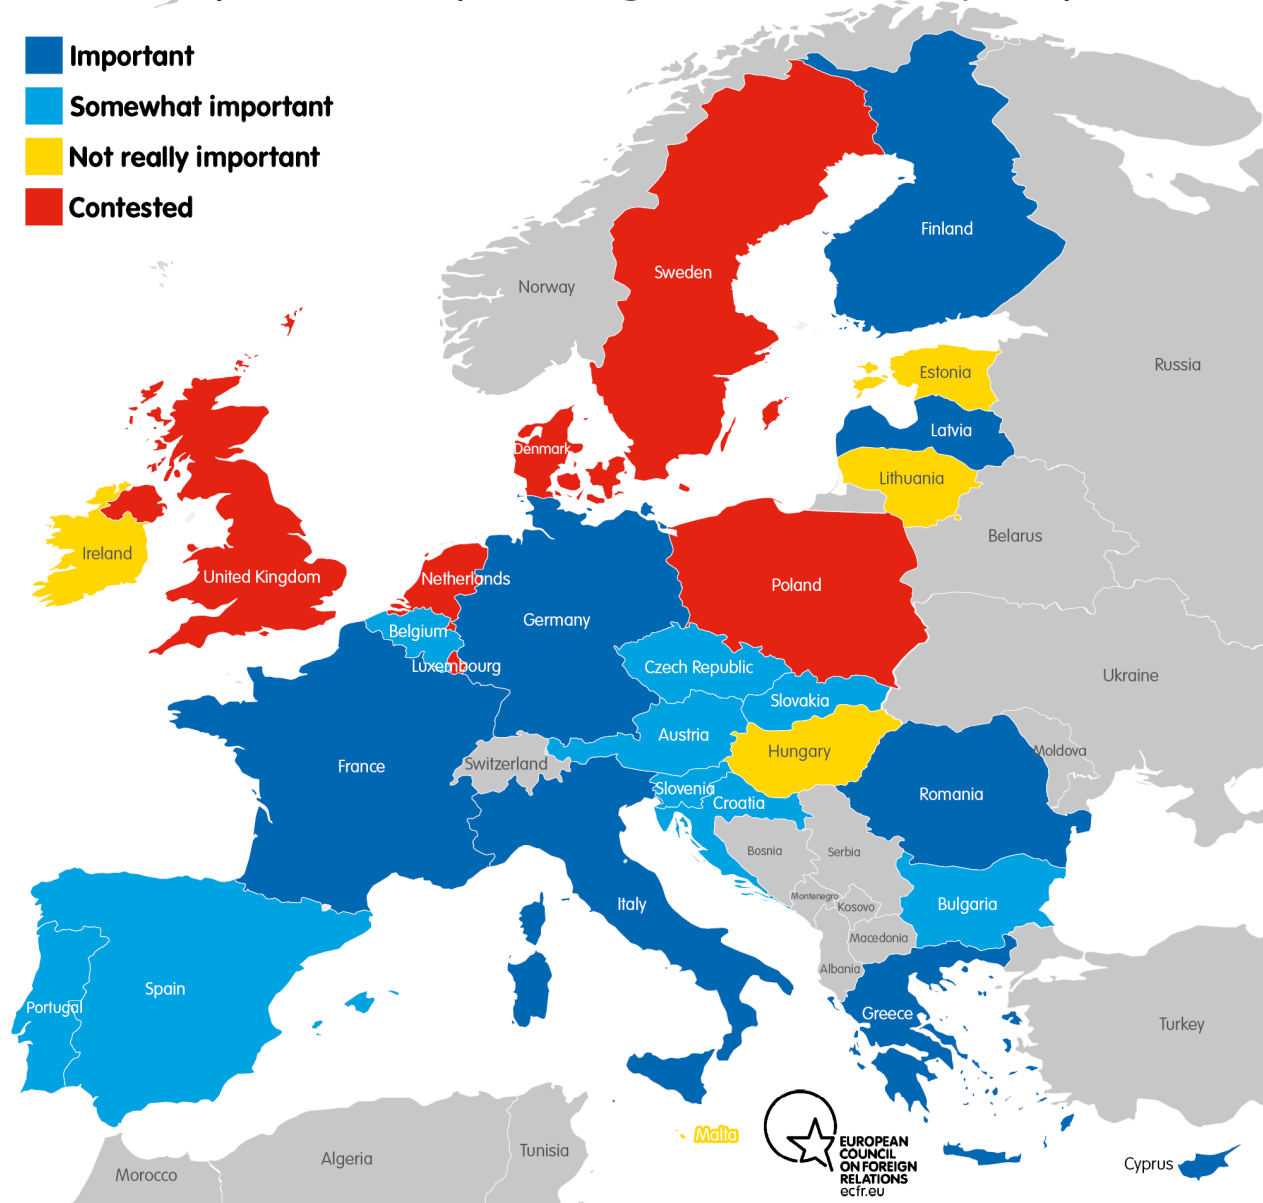 Important
Somewhat important
Not really important
Contested
Finland
Sweden
Norway
Russia
Estonia
Latvia
Denmark
Lithuania
Belarus
Ireland
United Kingdom
Netherlands
Poland
Germany
Belgium
Luxembourg
Czech Republic
Ukraine
Slovakia
Austria
Hungary
Moldova
Switzerland
France
Slovenia
Croatia
Romania
Bosnia
Serbia
Montenegro
Kosovo
Italy
Bulgaria
Macedonia
Albania
Spain
Portugal
Greece
Turkey
Malta
EUROPEAN
COUNCIL
ON FOREIGN
RELATIONS
ecfr.eu
Cyprus
Tunisia
Algeria
Morocco